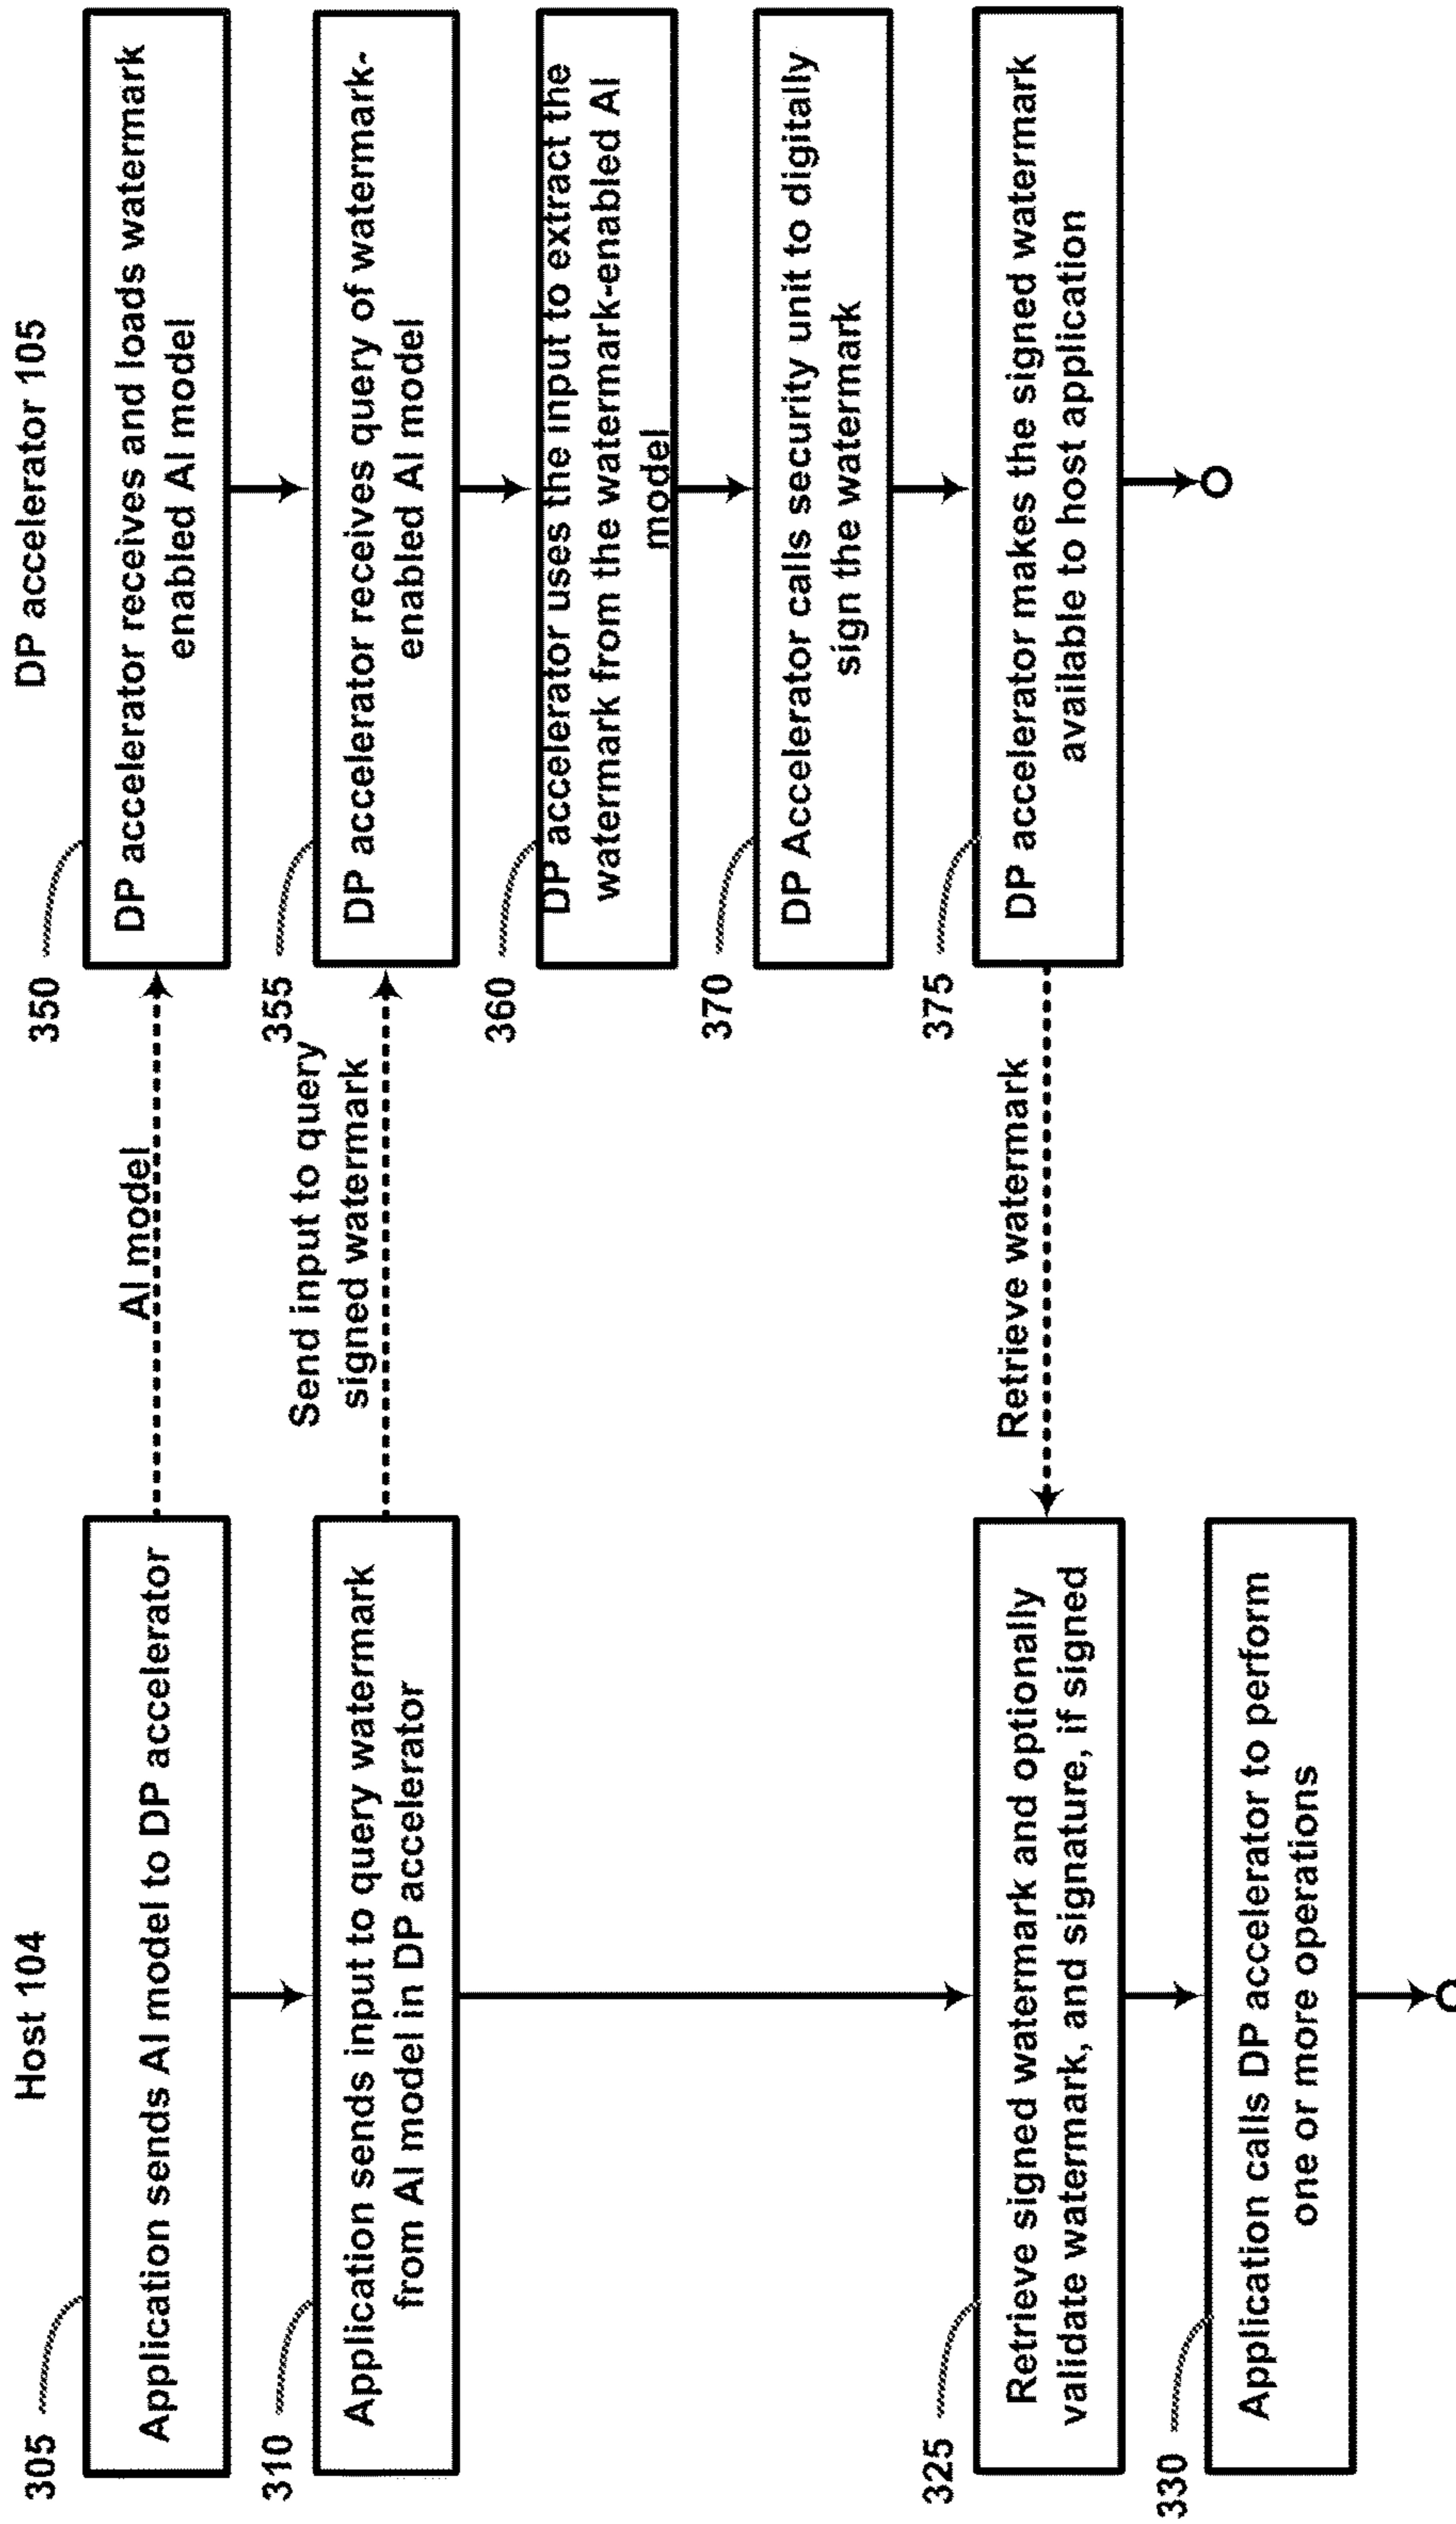 Host 104
DP accelerator 105
305
Application sends AI model to DP accelerator
AI model
350
DP accelerator receives and loads watermark
enabled AI model
310
Application sends input to query watermark
from AI model in DP accelerator
Send input to query
signed watermark
355
DP accelerator receives query of watermark-
enabled AI model
360
DP accelerator uses the input to extract the
watermark from the watermark-enabled AI
model
370
DP Accelerator calls security unit to digitally
sign the watermark
325
Retrieve signed watermark and optionally
validate watermark, and signature, if signed
Retrieve watermark
375
DP accelerator makes the signed watermark
available to host application
330
Application calls DP accelerator to perform
one or more operations